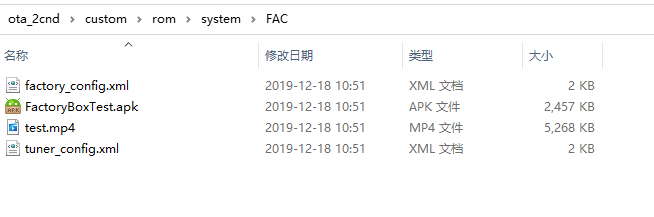 ota_2cnd > custom > rom > system > FAC
名称 修改日期 类型 大小
factory_config.xml 2019-12-18 10:51 XML 文档 2 KB
FactoryBoxTest.apk 2019-12-18 10:51 APK 文件 2,457 KB
test.mp4 2019-12-18 10:51 MP4 文件 5,268 KB
tuner_config.xml 2019-12-18 10:51 XML 文档 2 KB